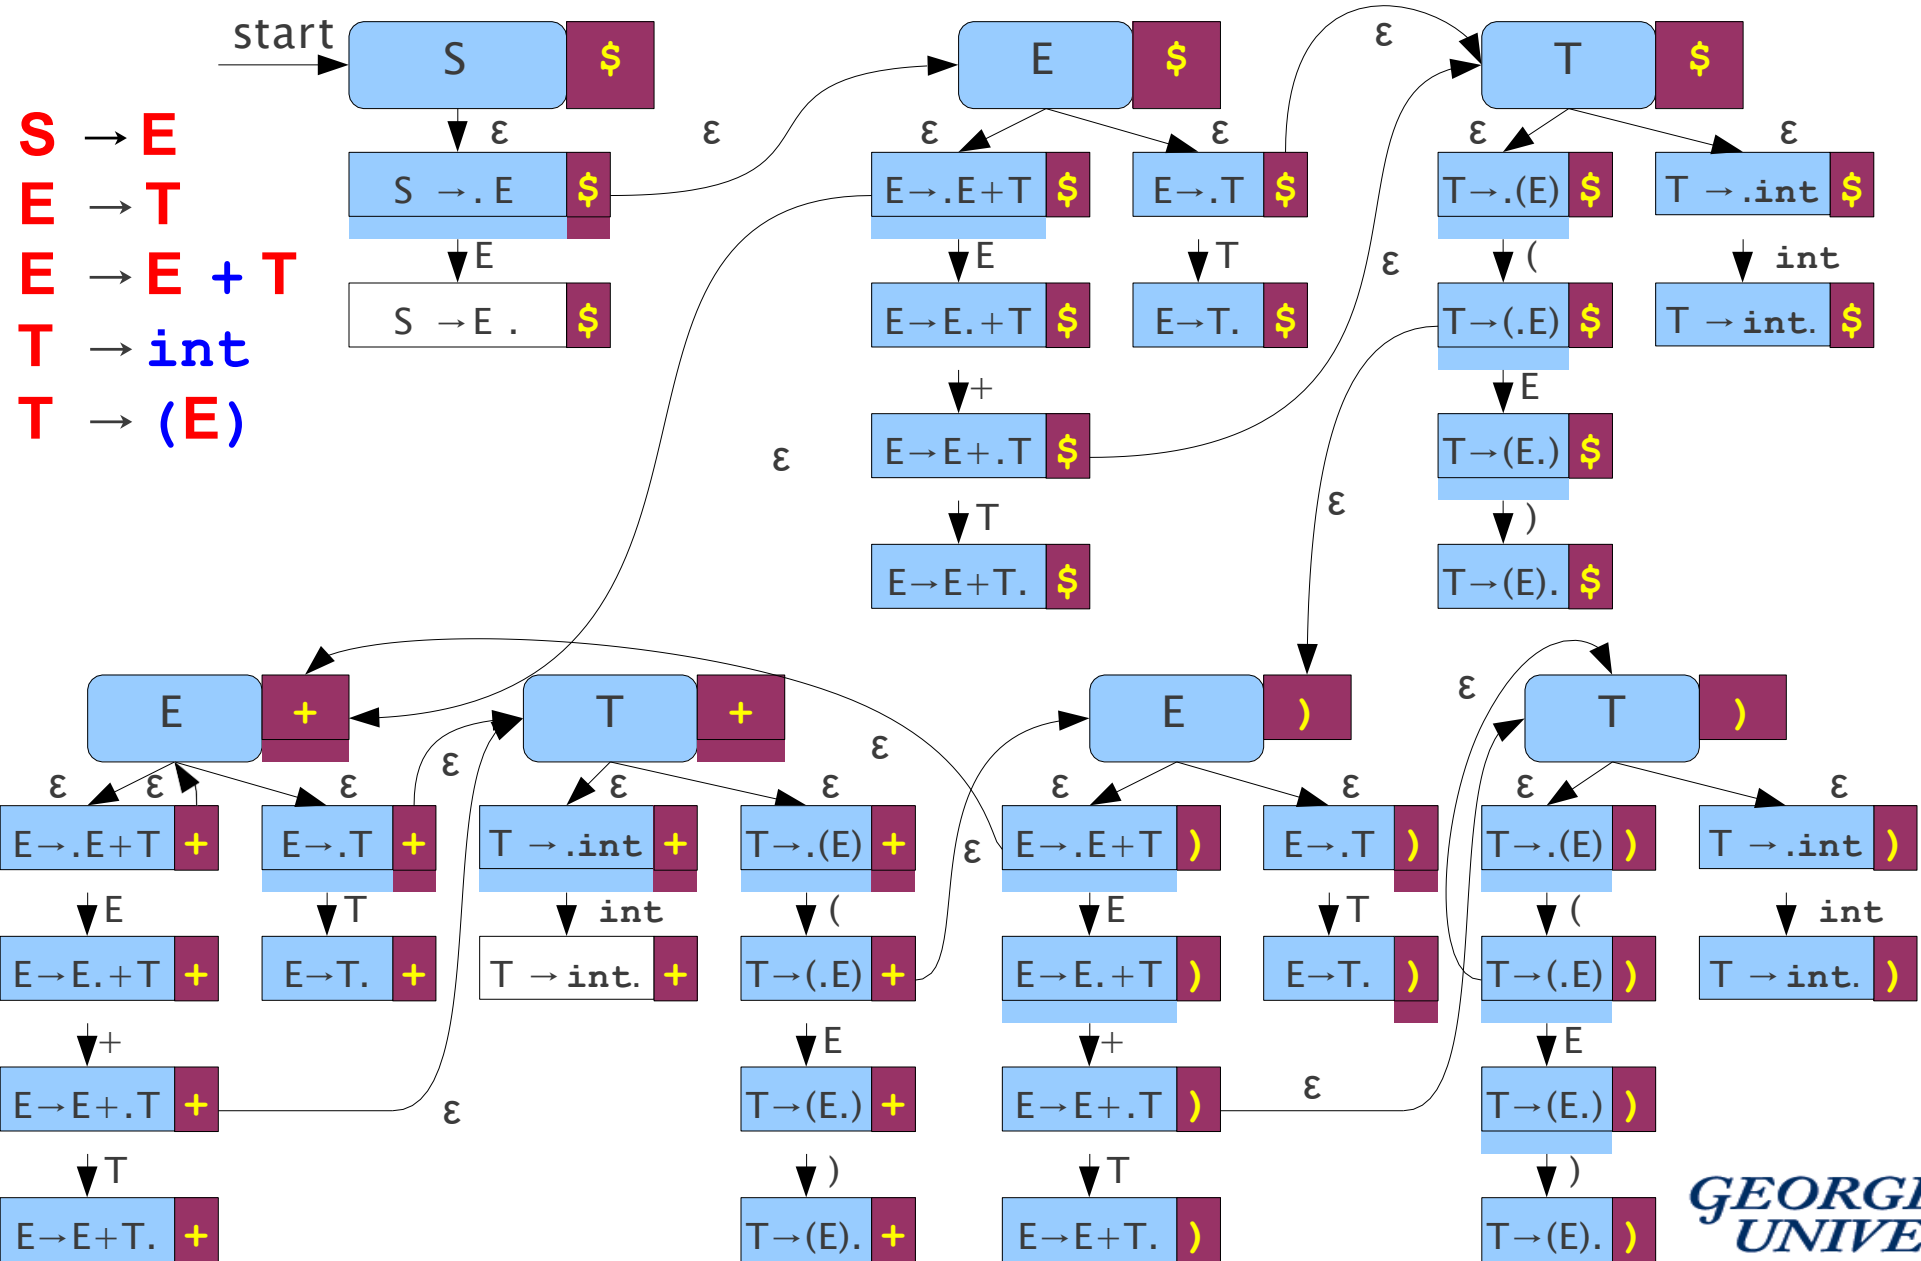 start
S $
E $
T $
ε
S → E
ε
ε
ε
ε
ε
ε
E → T
S → . E $
E→.E+T $
E→.T $
T→.(E) $
T → .int $
E → E + T
E
E
T
ε
(
int
T → int
S → E . $
E→E.+T $
E→T. $
T→(.E) $
T → int. $
T → (E)
+
E
ε
E→E+.T $
T→(E.) $
ε
T
)
E→E+T. $
T→(E). $
E +
T +
E )
T )
ε
ε
ε
ε
ε
ε
ε
ε
ε
ε
ε
ε
ε
E→.E+T +
E→.T +
T → .int +
T→.(E) +
ε
E→.E+T )
E→.T )
T→.(E) )
T → .int )
E
T
int
(
E
T
(
int
E→E.+T +
E→T. +
T → int. +
T→(.E) +
E→E.+T )
E→T. )
T→(.E) )
T → int. )
+
E
+
E
E→E+.T +
ε
T→(E.) +
E→E+.T )
ε
T→(E.) )
T
)
T
)
E→E+T. +
T→(E). +
E→E+T. )
T→(E). )